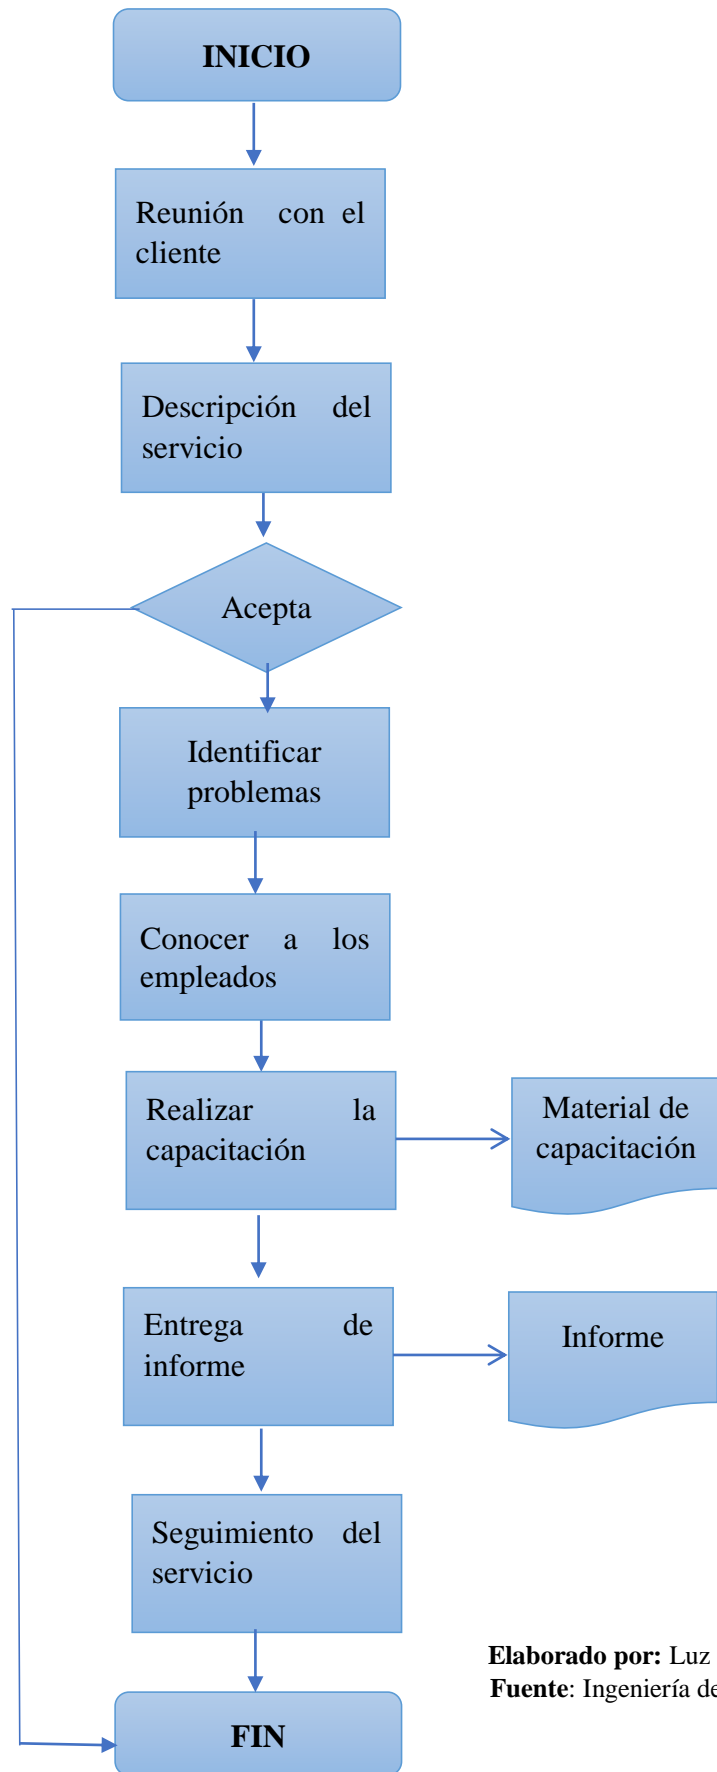 INICIO
Reunión con el
cliente
Descripción del
servicio
Acepta
Identificar
problemas
Conocer a los
empleados
Realizar la
capacitación
Material de
capacitación
Entrega de
informe
Informe
Seguimiento del
servicio
Elaborado por: Luz
Fuente: Ingeniería de
FIN